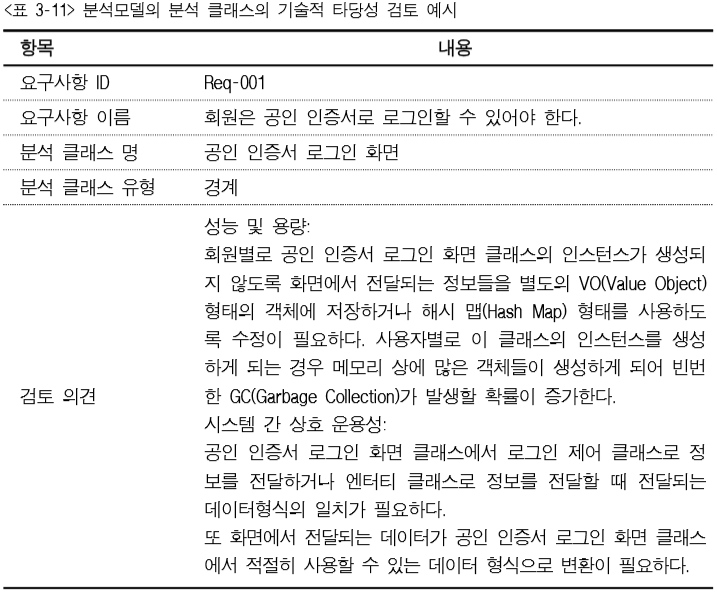 <표 3-11> 분석모델의 분석 클래스의 기술적 타당성 검토 예시
항목 내용
요구사항 ID Req-001
요구사항 이름 회원은 공인 인증서로 로그인할 수 있어야 한다.
분석 클래스 명 공인 인증서 로그인 화면
분석 클래스 유형 경계
성능 및 용량:
회원별로 공인 인증서 로그인 화면 클래스의 인스턴스가 생성되
지 않도록 화면에서 전달되는 정보들을 별도의 VO(Value Object)
형태의 객체에 저장하거나 해시 맵(Hash Map) 형태를 사용하도
록 수정이 필요하다. 사용자별로 이 클래스의 인스턴스를 생성
하게 되는 경우 메모리 상에 많은 객체들이 생성하게 되어 빈번
검토 의견 한 GC(Garbage Collection)가 발생할 확률이 증가한다.
시스템 간 상호 운용성:
공인 인증서 로그인 화면 클래스에서 로그인 제어 클래스로 정
보를 전달하거나 엔터티 클래스로 정보를 전달할 때 전달되는
데이터형식의 일치가 필요하다.
또 화면에서 전달되는 데이터가 공인 인증서 로그인 화면 클래스
에서 적절히 사용할 수 있는 데이터 형식으로 변환이 필요하다.